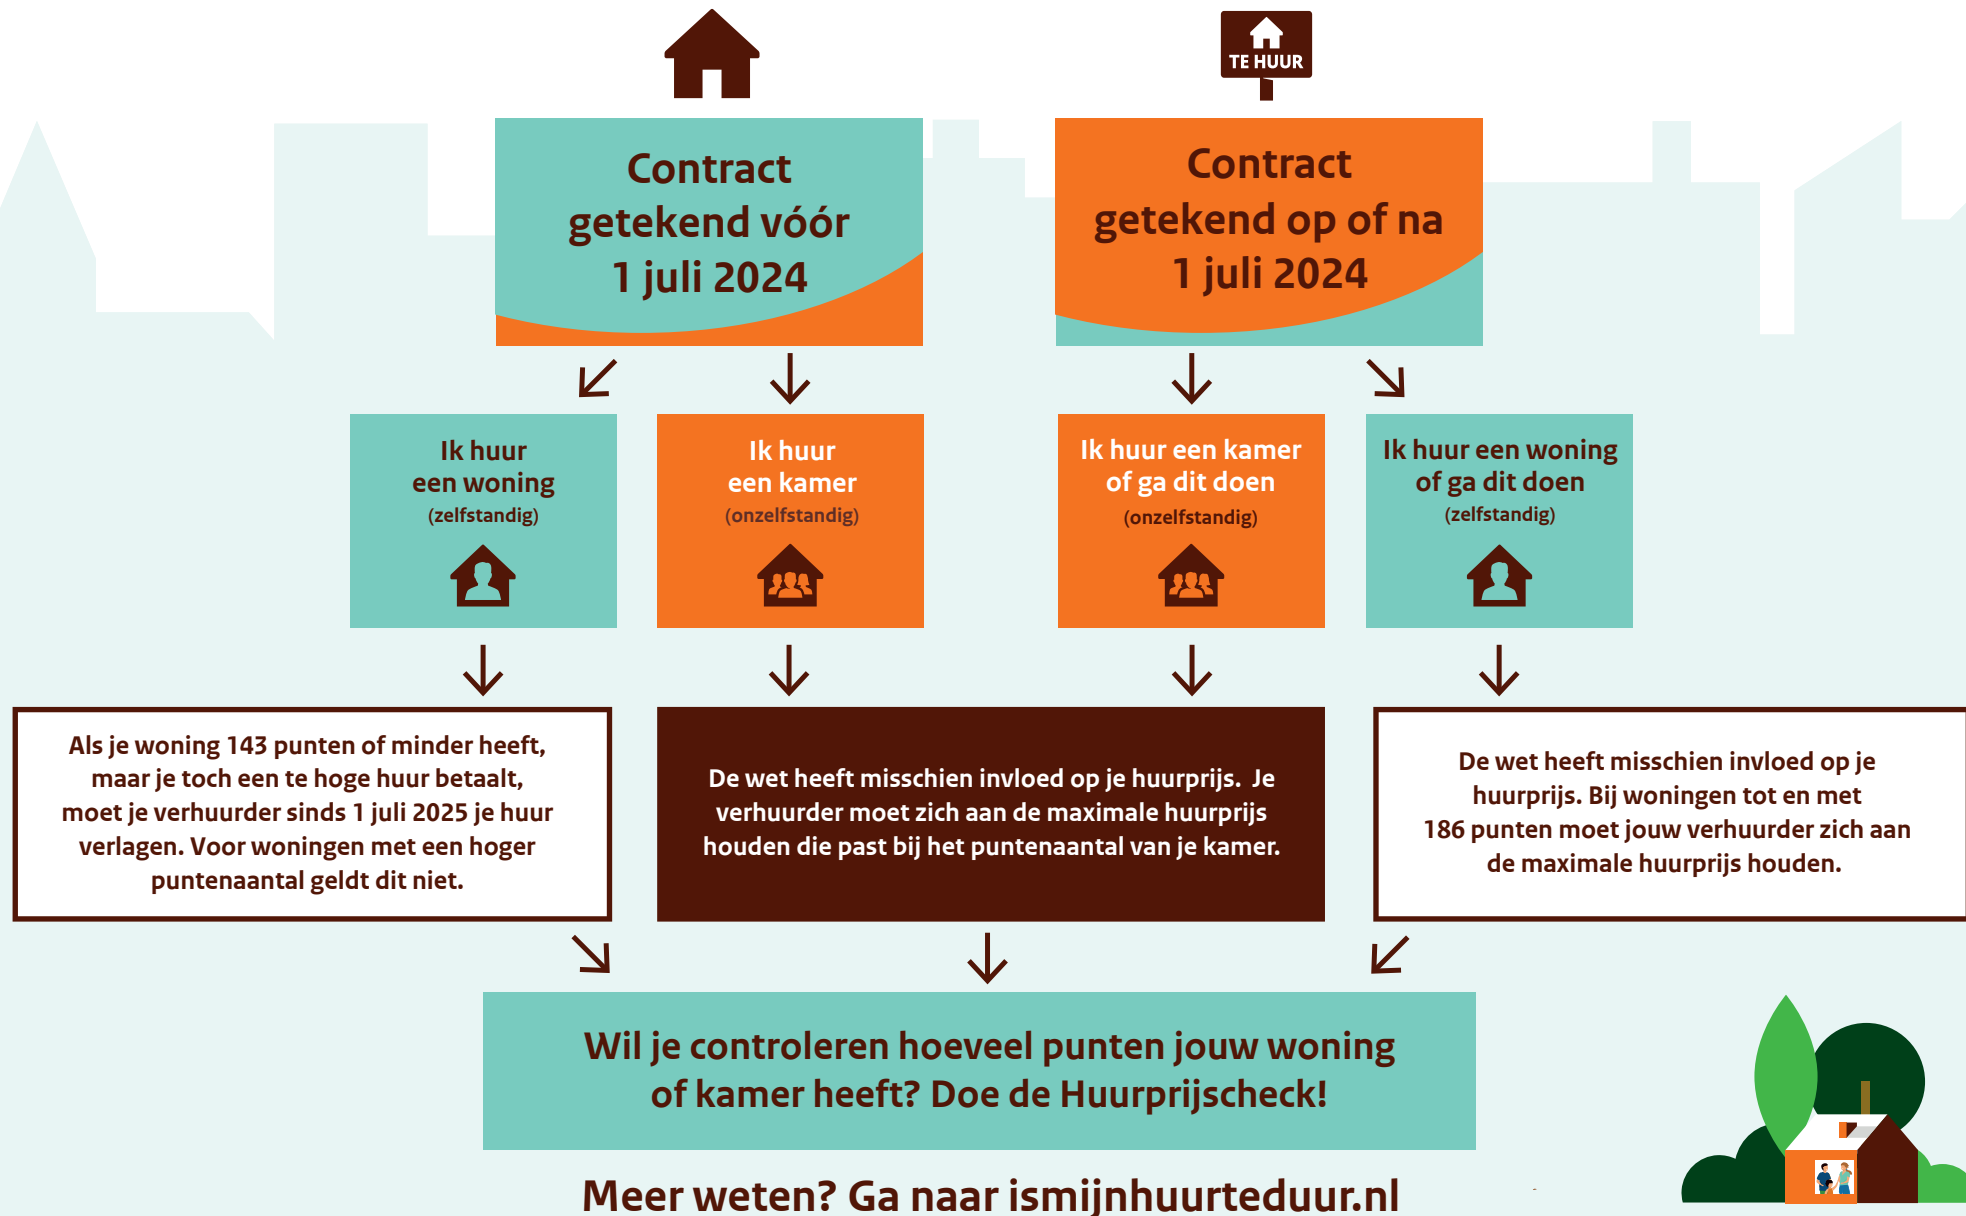 TE HUUR
Contract
getekend vóór
1 juli 2024
Contract
getekend op of na
1 juli 2024
Ik huur
een woning
(zelfstandig)
Ik huur
een kamer
(onzelfstandig)
Ik huur een kamer
of ga dit doen
(onzelfstandig)
Ik huur een woning
of ga dit doen
(zelfstandig)
Als je woning 143 punten of minder heeft,
maar je toch een te hoge huur betaalt,
moet je verhuurder sinds 1 juli 2025 je huur
verlagen. Voor woningen met een hoger
puntenaantal geldt dit niet.
De wet heeft misschien invloed op je huurprijs. Je
verhuurder moet zich aan de maximale huurprijs
houden die past bij het puntenaantal van je kamer.
De wet heeft misschien invloed op je
huurprijs. Bij woningen tot en met
186 punten moet jouw verhuurder zich aan
de maximale huurprijs houden.
Wil je controleren hoeveel punten jouw woning
of kamer heeft? Doe de Huurprijscheck!
Meer weten? Ga naar ismijnhuurteduur.nl